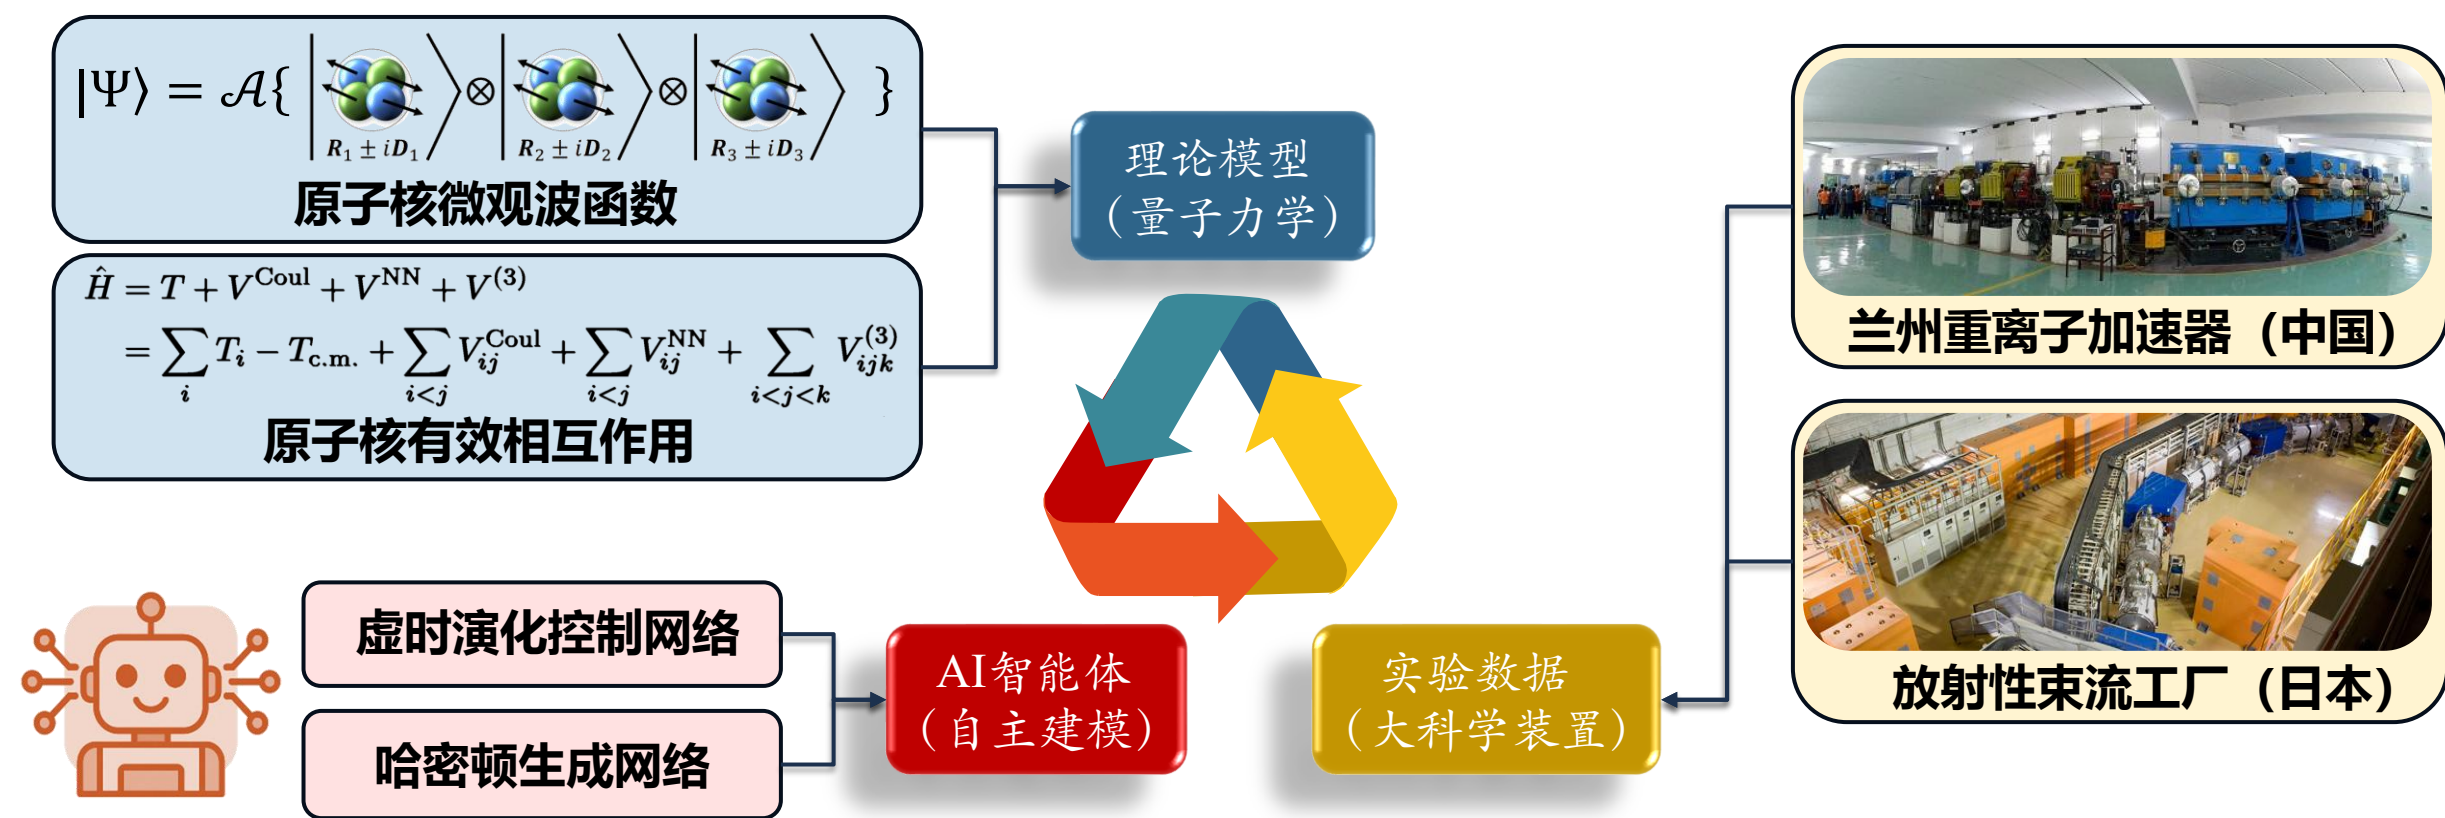 |Ψ⟩ = 𝒜{ | ⟩⊗| ⟩⊗| ⟩ }
R₁ ± iD₁ R₂ ± iD₂ R₃ ± iD₃
原子核微观波函数
Ĥ = T + V^Coul + V^NN + V^(3)
= ∑_i T_i − T_c.m. + ∑_{i<j} V_ij^Coul + ∑_{i<j} V_ij^NN + ∑_{i<j<k} V_ijk^(3)
原子核有效相互作用
理论模型
（量子力学）
虚时演化控制网络
哈密顿生成网络
AI智能体
（自主建模）
实验数据
（大科学装置）
兰州重离子加速器（中国）
放射性束流工厂（日本）